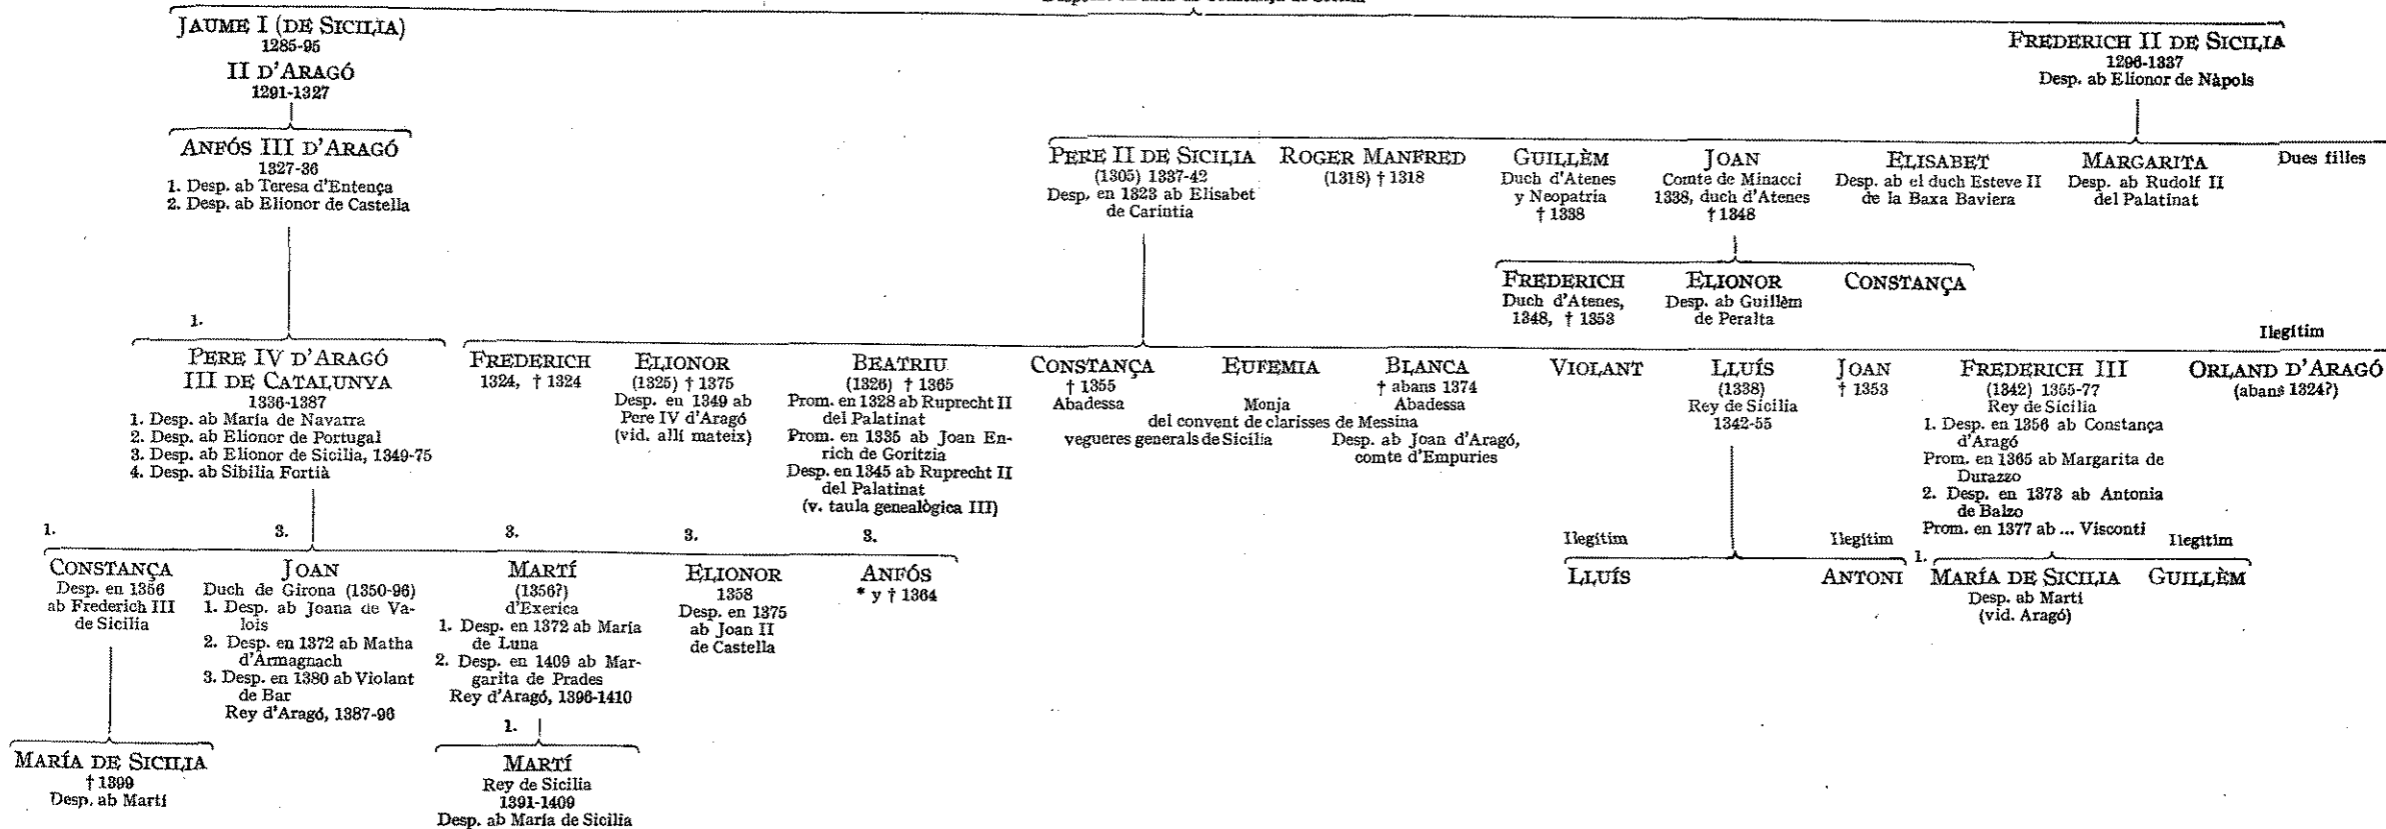 JAUME I (DE SICILIA)
1285-95
II D'ARAGÓ
1291-1327
FREDERICH II DE SICILIA
1296-1337
Desp. ab Elionor de Nàpols
ANFÓS III D'ARAGÓ
1327-36
1. Desp. ab Teresa d'Entença
2. Desp. ab Elionor de Castella
PERE II DE SICILIA
(1305) 1337-42
Desp. en 1323 ab Elisabet
de Carintia
ROGER MANFRED
(1318) † 1318
GUILLÈM
Duch d'Atenes
y Neopatria
† 1338
JOAN
Comte de Minacci
1338, duch d'Atenes
† 1348
ELISABET
Desp. ab el duch Esteve II
de la Baxa Baviera
MARGARITA
Desp. ab Rudolf II
del Palatinat
Dues filles
FREDERICH
Duch d'Atenes,
1348, † 1353
ELIONOR
Desp. ab Guillèm
de Peralta
CONSTANÇA
1.
PERE IV D'ARAGÓ
III DE CATALUNYA
1336-1387
1. Desp. ab María de Navarra
2. Desp. ab Elionor de Portugal
3. Desp. ab Elionor de Sicilia, 1349-75
4. Desp. ab Sibilia Fortià
FREDERICH
1324, † 1324
ELIONOR
(1325) † 1375
Desp. en 1349 ab
Pere IV d'Aragó
(vid. allí mateix)
BEATRIU
(1326) † 1365
Prom. en 1328 ab Ruprecht II
del Palatinat
Prom. en 1335 ab Joan En-
rich de Goritzia
Desp. en 1345 ab Ruprecht II
del Palatinat
(v. taula genealògica III)
CONSTANÇA
† 1355
Abadessa
EUFEMIA
Monja
BLANCA
† abans 1374
Abadessa
del convent de clarisses de Messina
vegueres generals de Sicilia
Desp. ab Joan d'Aragó,
comte d'Empuries
VIOLANT
LLUÍS
(1338)
Rey de Sicilia
1342-55
JOAN
† 1353
FREDERICH III
(1342) 1355-77
Rey de Sicilia
1. Desp. en 1356 ab Constança
d'Aragó
Prom. en 1365 ab Margarita de
Durazzo
2. Desp. en 1373 ab Antonia
de Balzo
Prom. en 1377 ab ... Visconti
Ilegítim
ORLAND D'ARAGÓ
(abans 1324?)
1.
CONSTANÇA
Desp. en 1356
ab Frederich III
de Sicilia
3.
JOAN
Duch de Girona (1350-96)
1. Desp. ab Joana de Va-
lois
2. Desp. en 1372 ab Matha
d'Armagnach
3. Desp. en 1380 ab Violant
de Bar
Rey d'Aragó, 1387-96
3.
MARTÍ
(1356?)
d'Exerica
1. Desp. en 1372 ab María
de Luna
2. Desp. en 1409 ab Mar-
garita de Prades
Rey d'Aragó, 1396-1410
3.
ELIONOR
1358
Desp. en 1375
ab Joan II
de Castella
3.
ANFÓS
* y † 1364
Ilegítim
LLUÍS
Ilegítim
ANTONI
1.
MARÍA DE SICILIA
Desp. ab Martí
(vid. Aragó)
Ilegítim
GUILLÈM
MARÍA DE SICILIA
† 1399
Desp. ab Martí
1.
MARTÍ
Rey de Sicilia
1391-1409
Desp. ab María de Sicilia